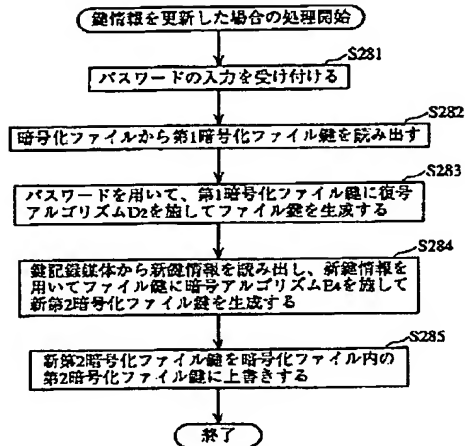 鍵情報を更新した場合の処理開始
S281
パスワードの入力を受け付ける
S282
暗号化ファイルから第1暗号化ファイル鍵を読み出す
S283
パスワードを用いて、第1暗号化ファイル鍵に復号
アルゴリズムD2を施してファイル鍵を生成する
S284
鍵記録媒体から新鍵情報を読み出し、新鍵情報を
用いてファイル鍵に暗号アルゴリズムE4を施して
新第2暗号化ファイル鍵を生成する
S285
新第2暗号化ファイル鍵を暗号化ファイル内の
第2暗号化ファイル鍵に上書きする
終了